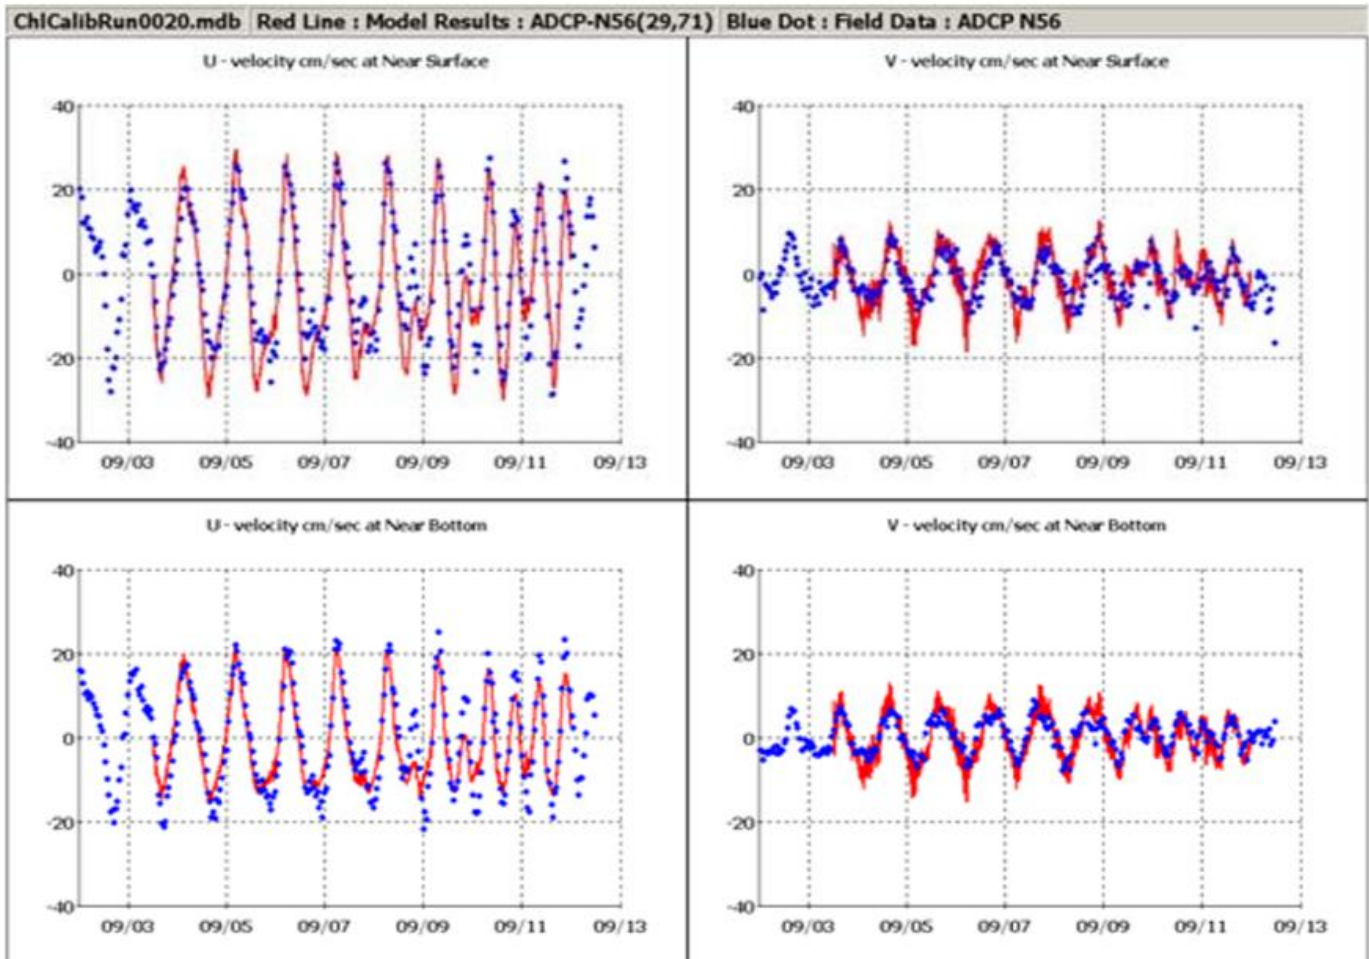 ChlCalibRun0020.mdb Red Line : Model Results : ADCP-N56(29,71) Blue Dot : Field Data : ADCP N56
U - velocity cm/sec at Near Surface
40
20
0
-20
-40
09/03 09/05 09/07 09/09 09/11 09/13
V - velocity cm/sec at Near Surface
40
20
0
-20
-40
09/03 09/05 09/07 09/09 09/11 09/13
U - velocity cm/sec at Near Bottom
40
20
0
-20
-40
09/03 09/05 09/07 09/09 09/11 09/13
V - velocity cm/sec at Near Bottom
40
20
0
-20
-40
09/03 09/05 09/07 09/09 09/11 09/13